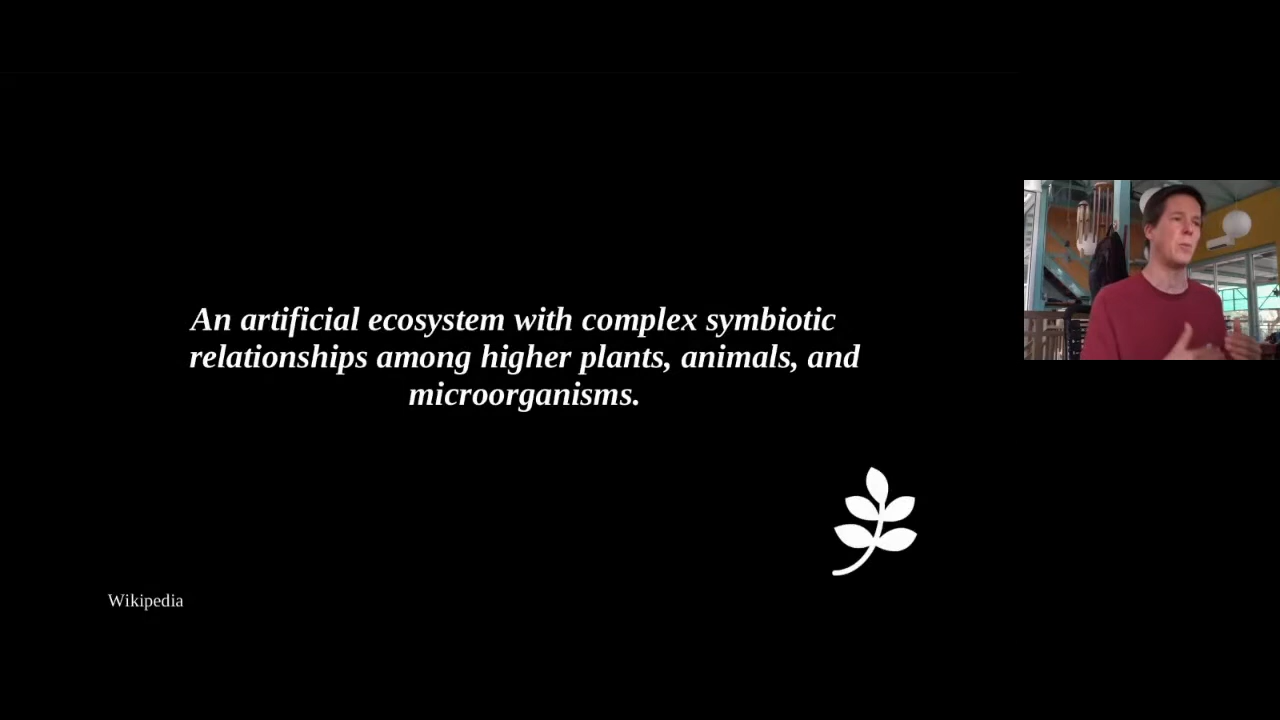 An artificial ecosystem with complex symbiotic
relationships among higher plants, animals, and
microorganisms.
Wikipedia